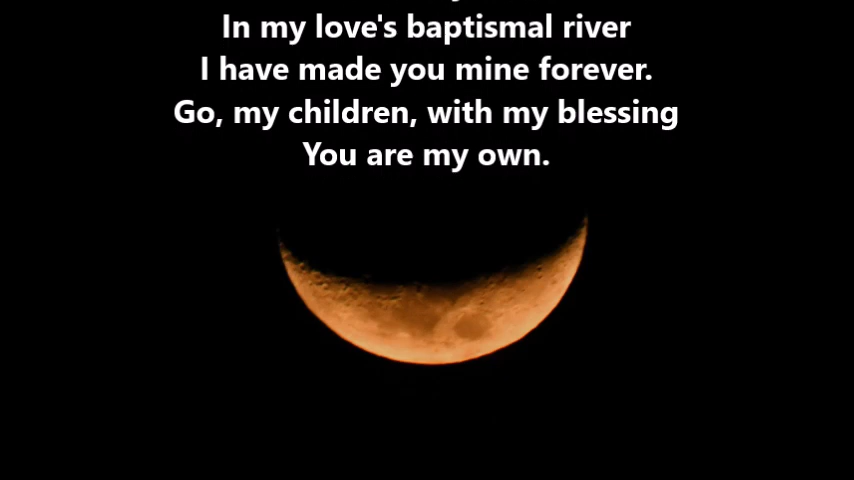 In my love's baptismal river
I have made you mine forever.
Go, my children, with my blessing
You are my own.